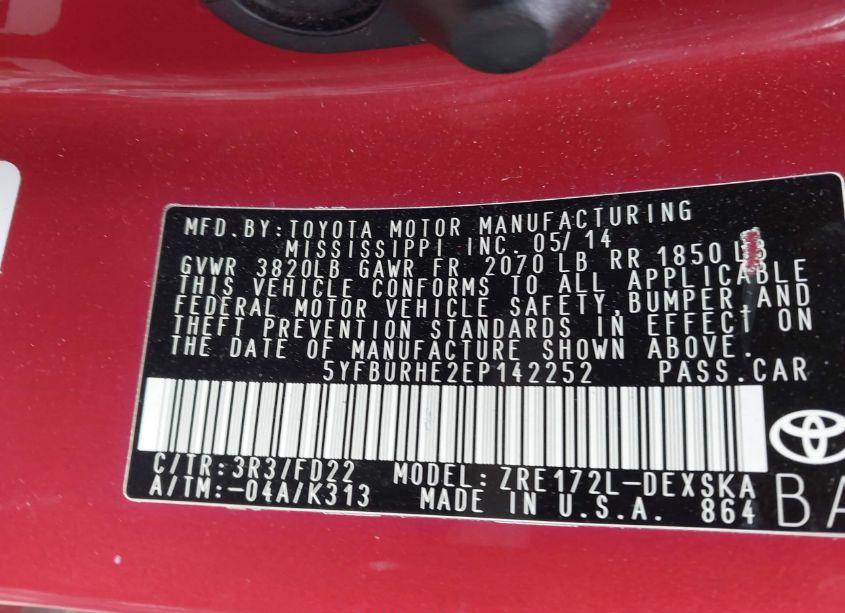 MFD.BY:TOYOTA MOTOR MANUFACTURING
MISSISSIPPI INC. 05/14
GVWR 3820LB GAWR FR 2070 LB RR 1850 LB
THIS VEHICLE CONFORMS TO ALL APPLICABLE
FEDERAL MOTOR VEHICLE SAFETY,BUMPER,AND
THEFT PREVENTION STANDARDS IN EFFECT ON
THE DATE OF MANUFACTURE SHOWN ABOVE.
5YFBURHE2EP142252 PASS.CAR
C/TR:3R3/FD22 MODEL:ZRE172L-DEXSKA
A/TM:-04A/K313 MADE IN U.S.A. 864 BA